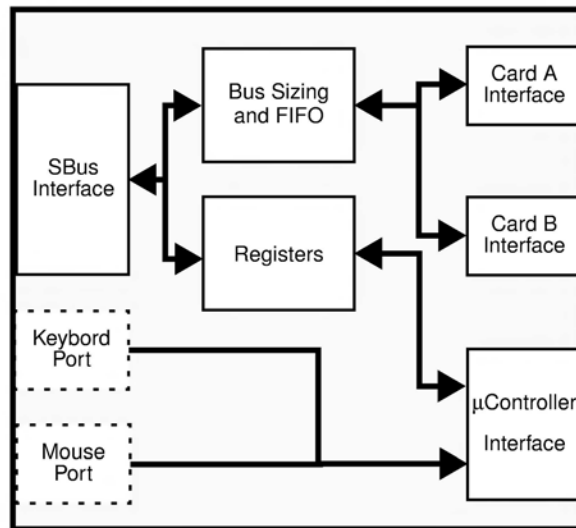 SBus
Interface
Bus Sizing
and FIFO
Registers
Card A
Interface
Card B
Interface
Keybord
Port
Mouse
Port
µController
Interface